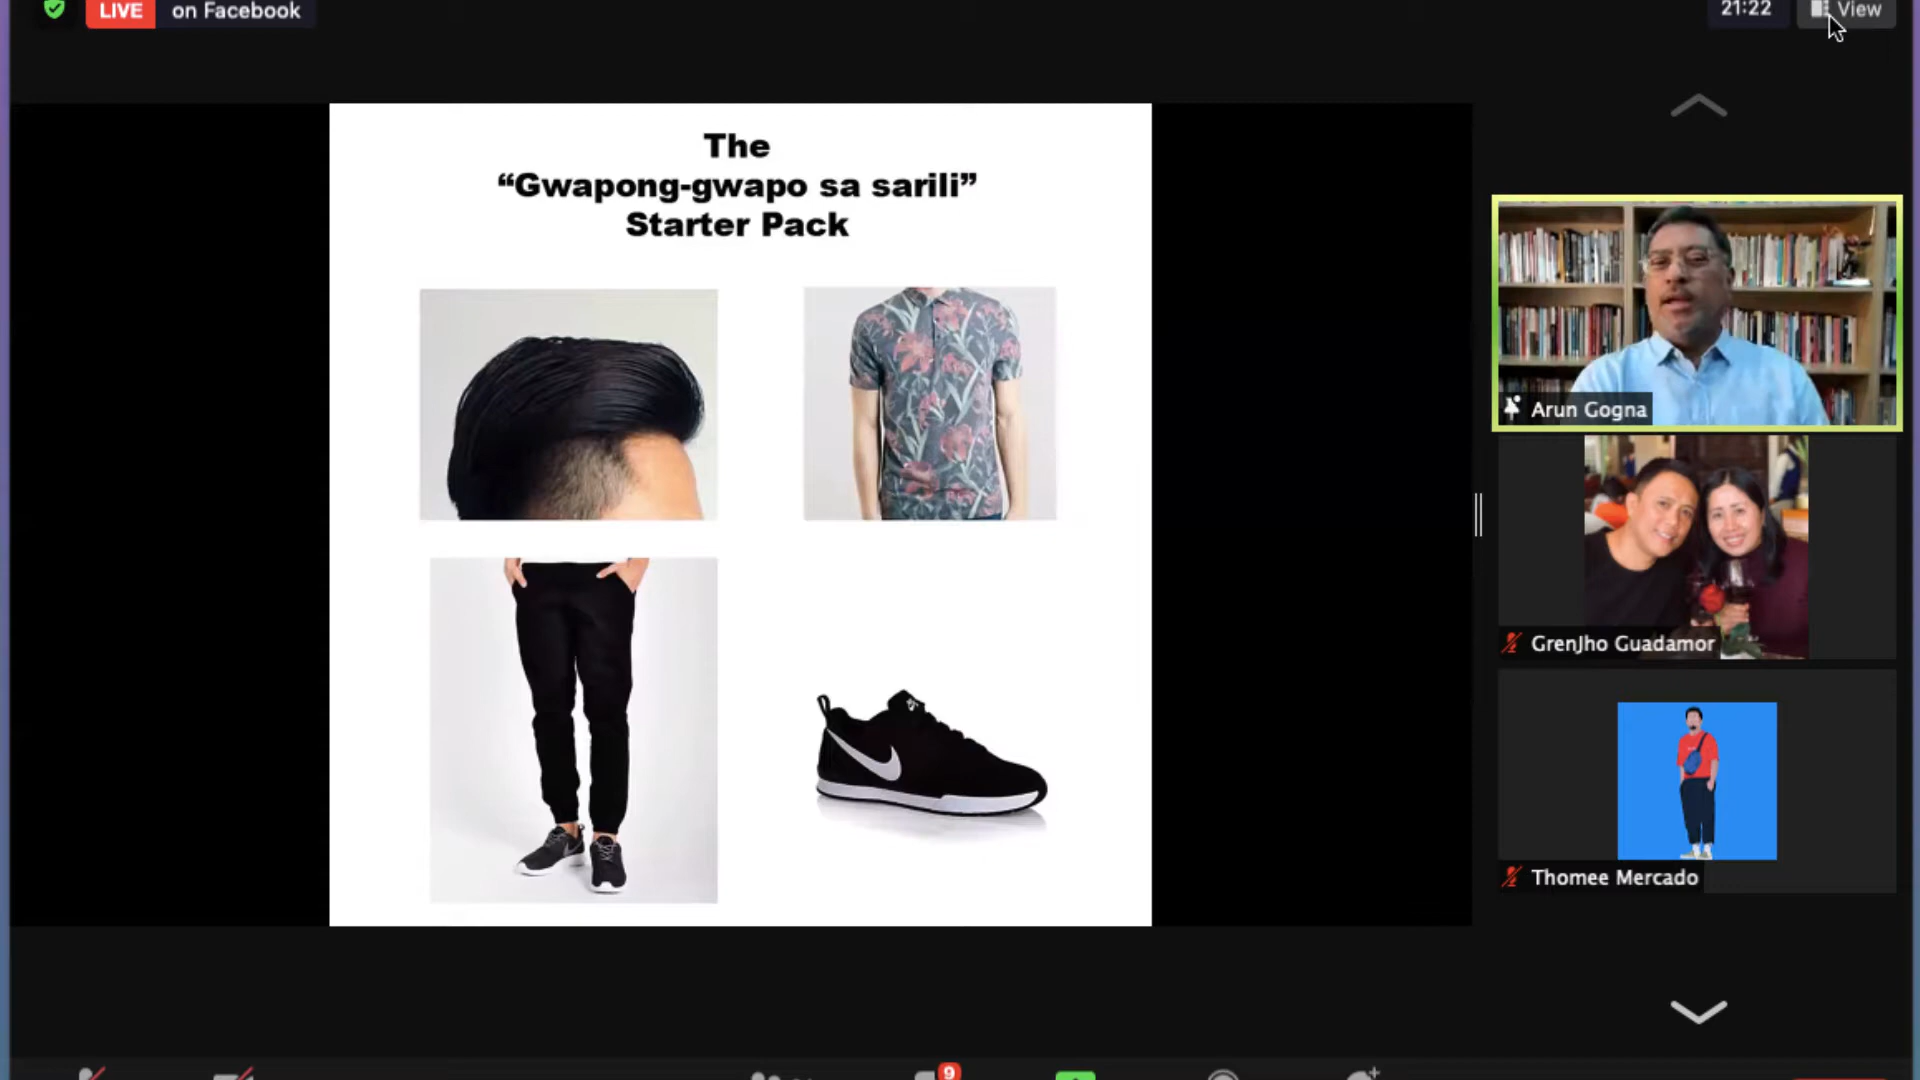 LIVE on Facebook
21:22
View
The
“Gwapong-gwapo sa sarili”
Starter Pack
Arun Gogna
GrenJho Guadamor
Thomee Mercado
9